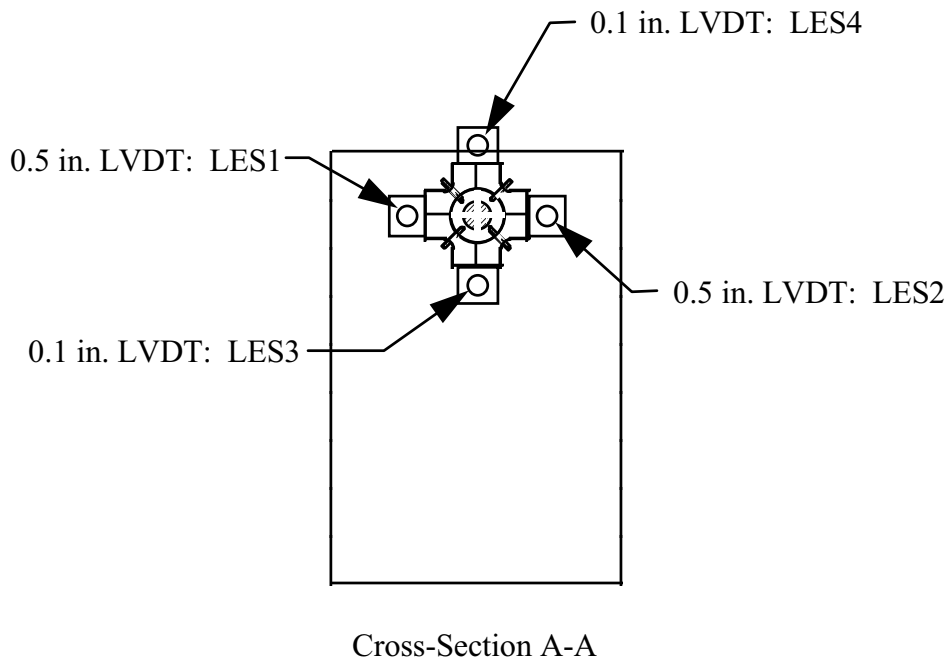 0.1 in. LVDT:  LES4
0.5 in. LVDT:  LES1
0.5 in. LVDT:  LES2
0.1 in. LVDT:  LES3
Cross-Section A-A